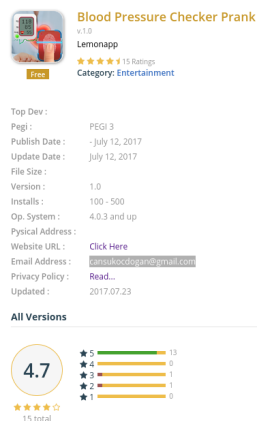 Blood Pressure Checker Prank
v.1.0
Lemonapp
15 Ratings
Free
Category: Entertainment
Top Dev :
Pegi : PEGI 3
Publish Date : - July 12, 2017
Update Date : July 12, 2017
File Size :
Version : 1.0
Installs : 100 - 500
Op. System : 4.0.3 and up
Pysical Address :
Website URL : Click Here
Email Address : cansukocdogan@gmail.com
Privacy Policy : Read...
Updated : 2017.07.23
All Versions
4.7
15 total
5 13
4 0
3 1
2 1
1 0